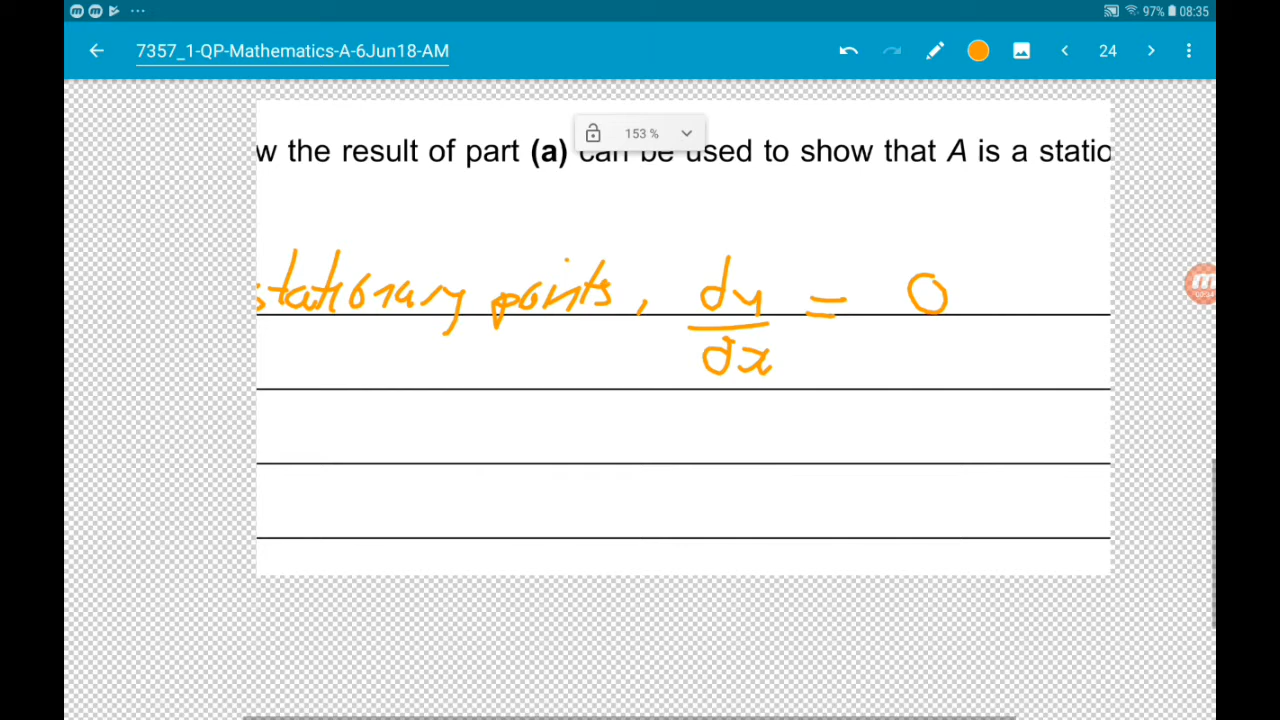 97% 08:35
7357_1-QP-Mathematics-A-6Jun18-AM
24
153 %
w the result of part (a) can be used to show that A is a statio
stationary points, dy/dx = 0